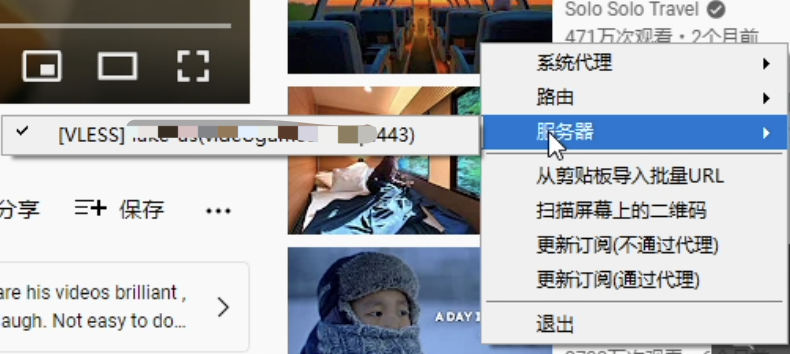 Solo Solo Travel
471万次观看・2个月前
系统代理
路由
[VLESS]
443)
服务器
从剪贴板导入批量URL
扫描屏幕上的二维码
分享
保存
更新订阅(不通过代理)
更新订阅(通过代理)
are his videos brilliant ,
augh. Not easy to do...
A DAY
退出